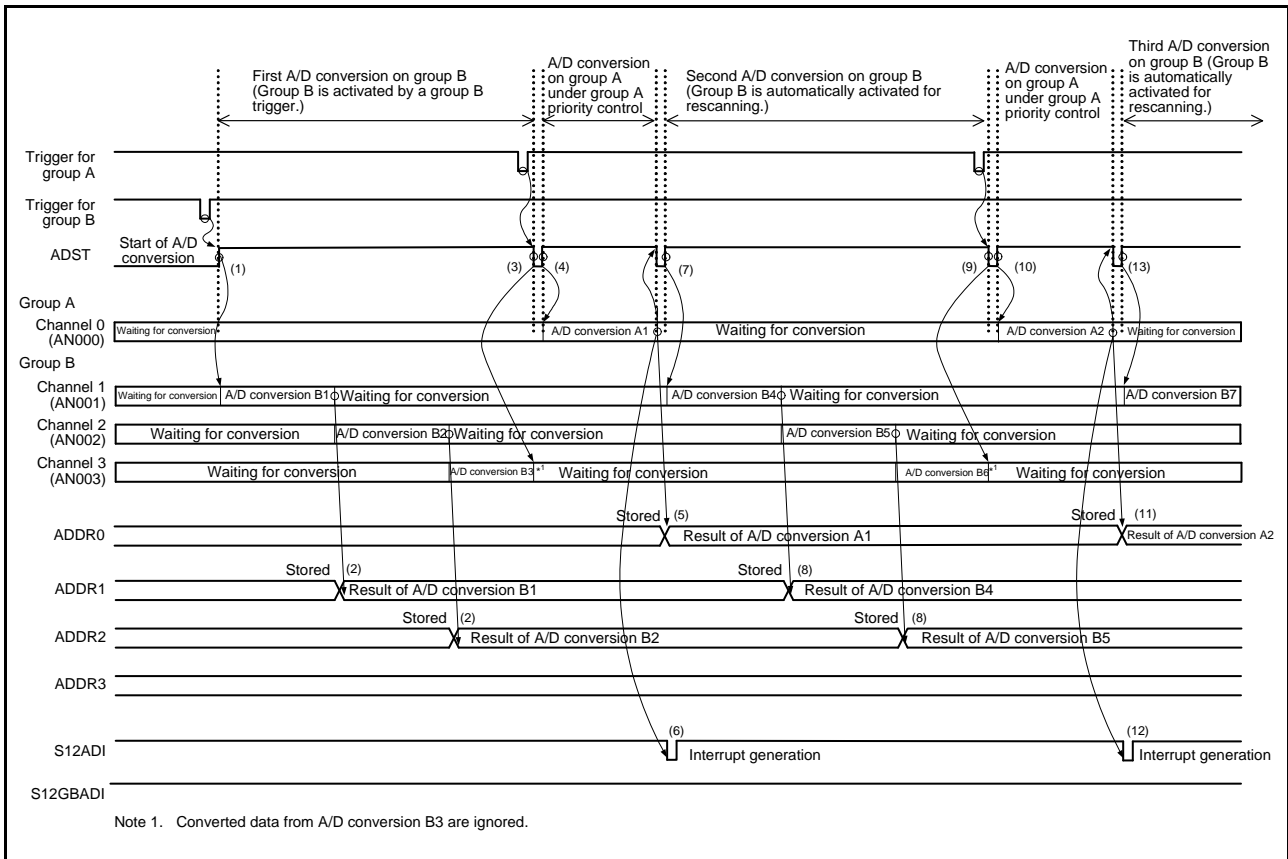 First A/D conversion on group B
(Group B is activated by a group B
trigger.)
A/D conversion
on group A
under group A
priority control
Second A/D conversion on group B
(Group B is automatically activated for
rescanning.)
A/D conversion
on group A
under group A
priority control
Third A/D conversion
on group B (Group B
is automatically
activated for
rescanning.)
Trigger for
group A
Trigger for
group B
ADST
Start of A/D
conversion
(1)
(3)
(4)
(7)
(9)
(10)
(13)
Group A
Channel 0
(AN000)
Waiting for conversion
A/D conversion A1
Waiting for conversion
A/D conversion A2
Waiting for conversion
Group B
Channel 1
(AN001)
Waiting for conversion
A/D conversion B1
Waiting for conversion
A/D conversion B4
Waiting for conversion
A/D conversion B7
Channel 2
(AN002)
Waiting for conversion
A/D conversion B2
Waiting for conversion
A/D conversion B5
Waiting for conversion
Channel 3
(AN003)
Waiting for conversion
A/D conversion B3 *1
Waiting for conversion
A/D conversion B6*1
Waiting for conversion
ADDR0
Stored
(5)
Result of A/D conversion A1
Stored
(11)
Result of A/D conversion A2
ADDR1
Stored
(2)
Result of A/D conversion B1
Stored
(8)
Result of A/D conversion B4
ADDR2
Stored
(2)
Result of A/D conversion B2
Stored
(8)
Result of A/D conversion B5
ADDR3
S12ADI
(6)
Interrupt generation
(12)
Interrupt generation
S12GBADI
Note 1. Converted data from A/D conversion B3 are ignored.